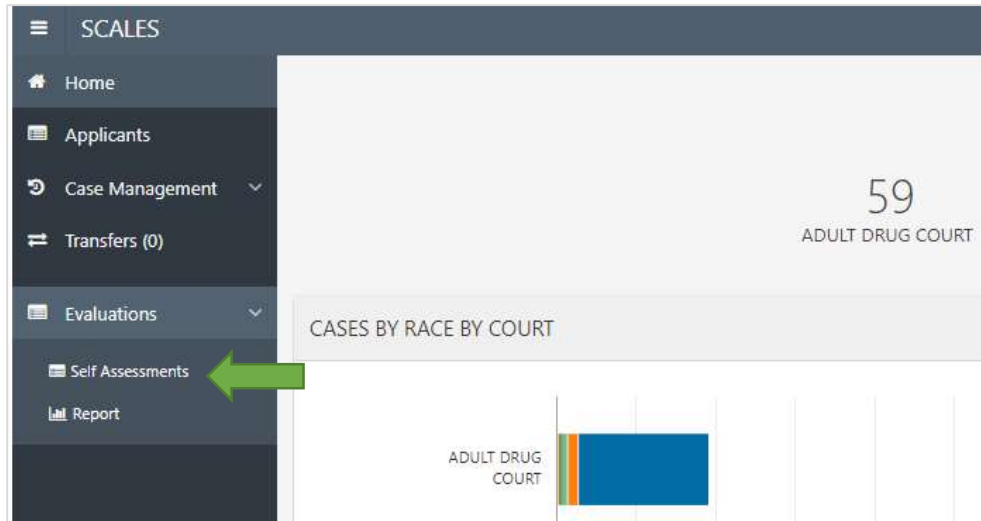 SCALES
Home
Applicants
Case Management
Transfers (0)
Evaluations
Self Assessments
Report
59
ADULT DRUG COURT
CASES BY RACE BY COURT
ADULT DRUG
COURT